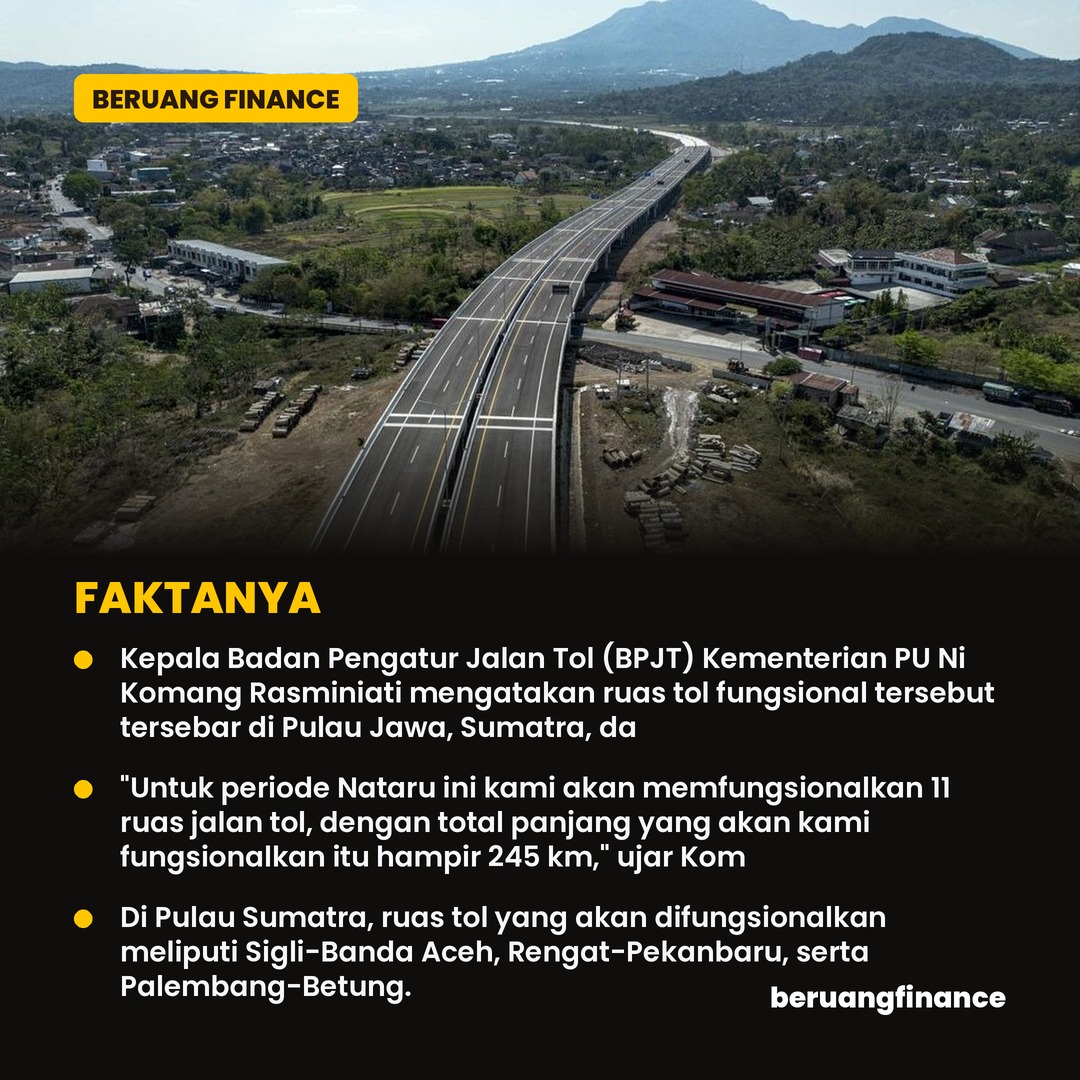 BERUANG FINANCE
FAKTANYA
Kepala Badan Pengatur Jalan Tol (BPJT) Kementerian PU Ni
Komang Rasminiati mengatakan ruas tol fungsional tersebut
tersebar di Pulau Jawa, Sumatra, da
"Untuk periode Nataru ini kami akan memfungsionalkan 11
ruas jalan tol, dengan total panjang yang akan kami
fungsionalkan itu hampir 245 km," ujar Kom
Di Pulau Sumatra, ruas tol yang akan difungsionalkan
meliputi Sigli-Banda Aceh, Rengat-Pekanbaru, serta
Palembang-Betung.
beruangfinance